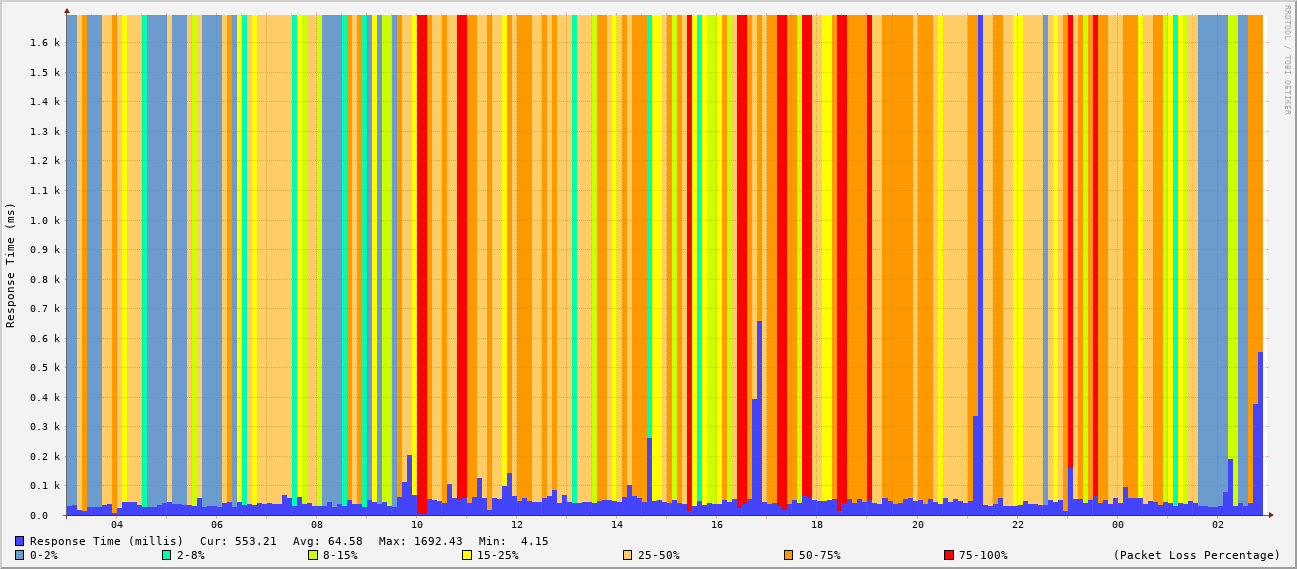 RRDTOOL / TOBI OETIKER
Response Time (ms)
1.6 k
1.5 k
1.4 k
1.3 k
1.2 k
1.1 k
1.0 k
0.9 k
0.8 k
0.7 k
0.6 k
0.5 k
0.4 k
0.3 k
0.2 k
0.1 k
0.0
04 06 08 10 12 14 16 18 20 22 00 02
Response Time (millis) Cur: 553.21 Avg: 64.58 Max: 1692.43 Min: 4.15
0-2% 2-8% 8-15% 15-25% 25-50% 50-75% 75-100% (Packet Loss Percentage)